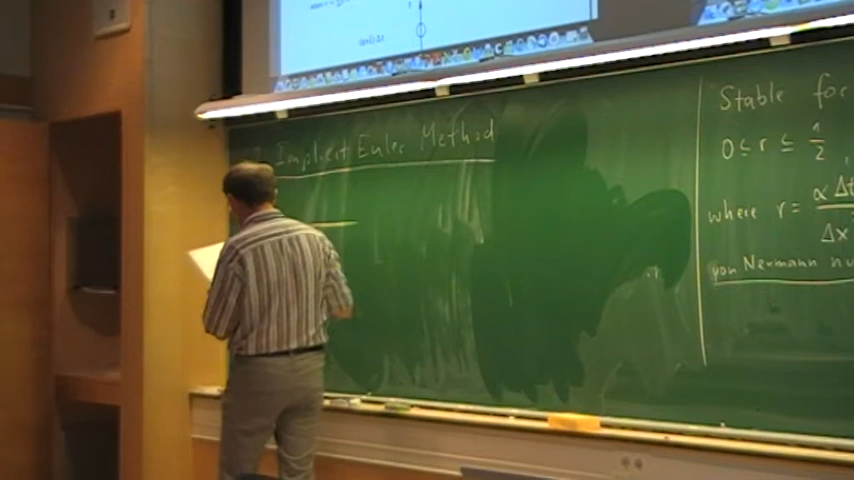 Implicit Euler Method
Stable for
0 ≤ r ≤ 1/2,
where r = α Δt
Δx
von Neumann nu